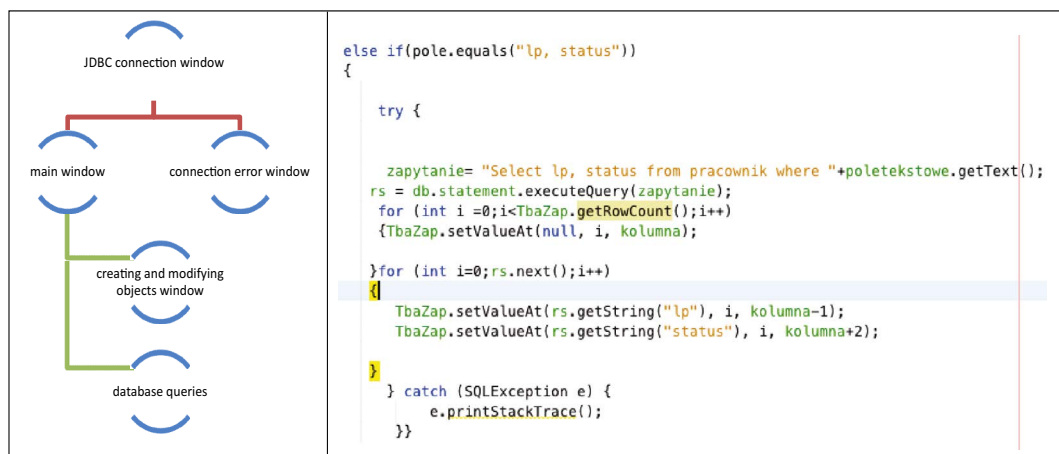 JDBC connection window
main window
connection error window
creating and modifying
objects window
database queries
else if(pole.equals("lp, status"))
{
try {
zapytanie= "Select lp, status from pracownik where "+poletekstowe.getText();
rs = db.statement.executeQuery(zapytanie);
for (int i =0;i<TbaZap.getRowCount();i++)
{TbaZap.setValueAt(null, i, kolumna);
}for (int i=0;rs.next();i++)
{
TbaZap.setValueAt(rs.getString("lp"), i, kolumna-1);
TbaZap.setValueAt(rs.getString("status"), i, kolumna+2);
}
} catch (SQLException e) {
e.printStackTrace();
}}